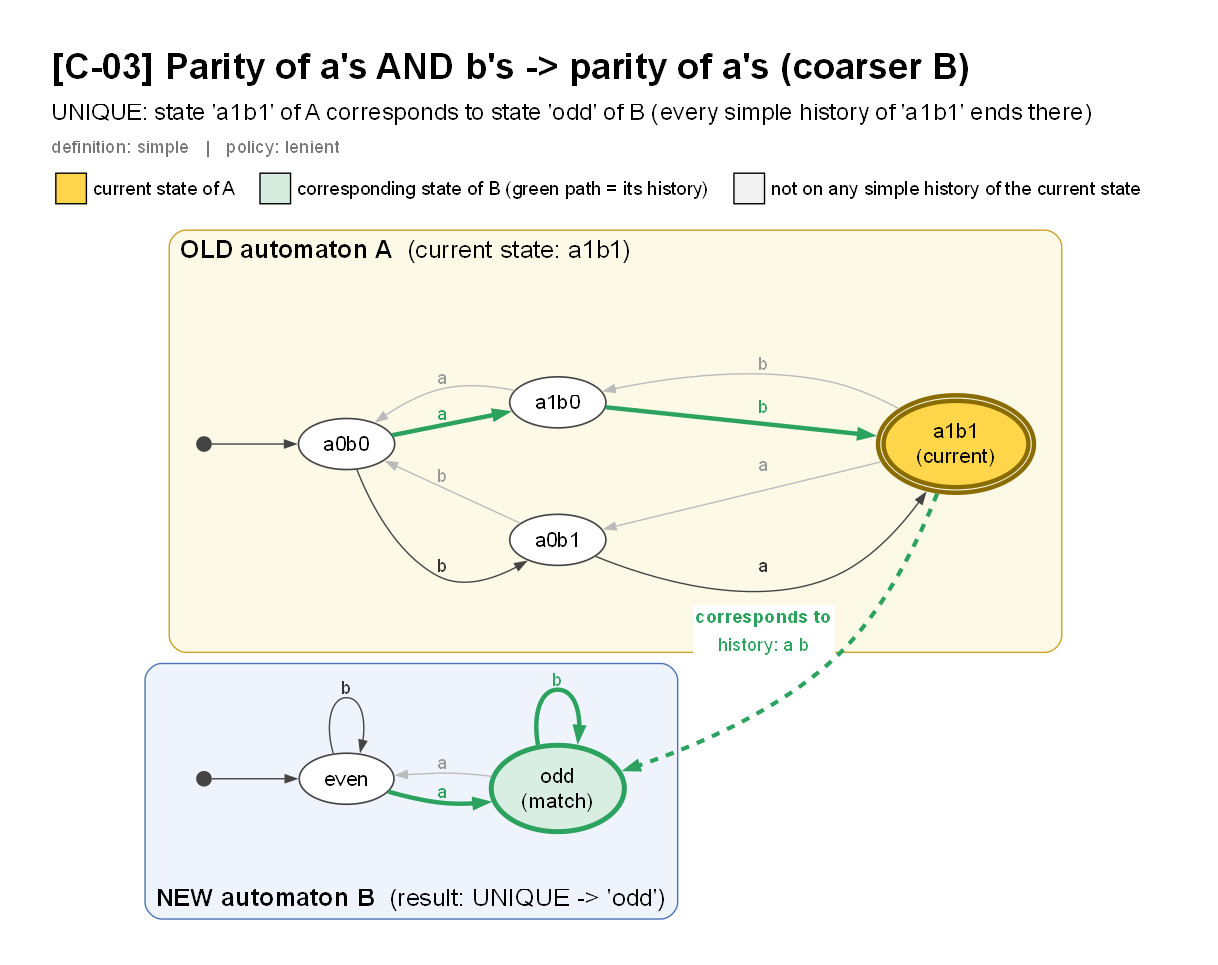 [C-03] Parity of a's AND b's -> parity of a's (coarser B)
UNIQUE: state 'a1b1' of A corresponds to state 'odd' of B (every simple history of 'a1b1' ends there)
definition: simple | policy: lenient
current state of A
corresponding state of B (green path = its history)
not on any simple history of the current state
OLD automaton A (current state: a1b1)
a
b
a
b
a0b0
a1b0
a1b1
(current)
b
a
a0b1
b
a
corresponds to
history: a b
b
b
even
a
a
odd
(match)
NEW automaton B (result: UNIQUE -> 'odd')